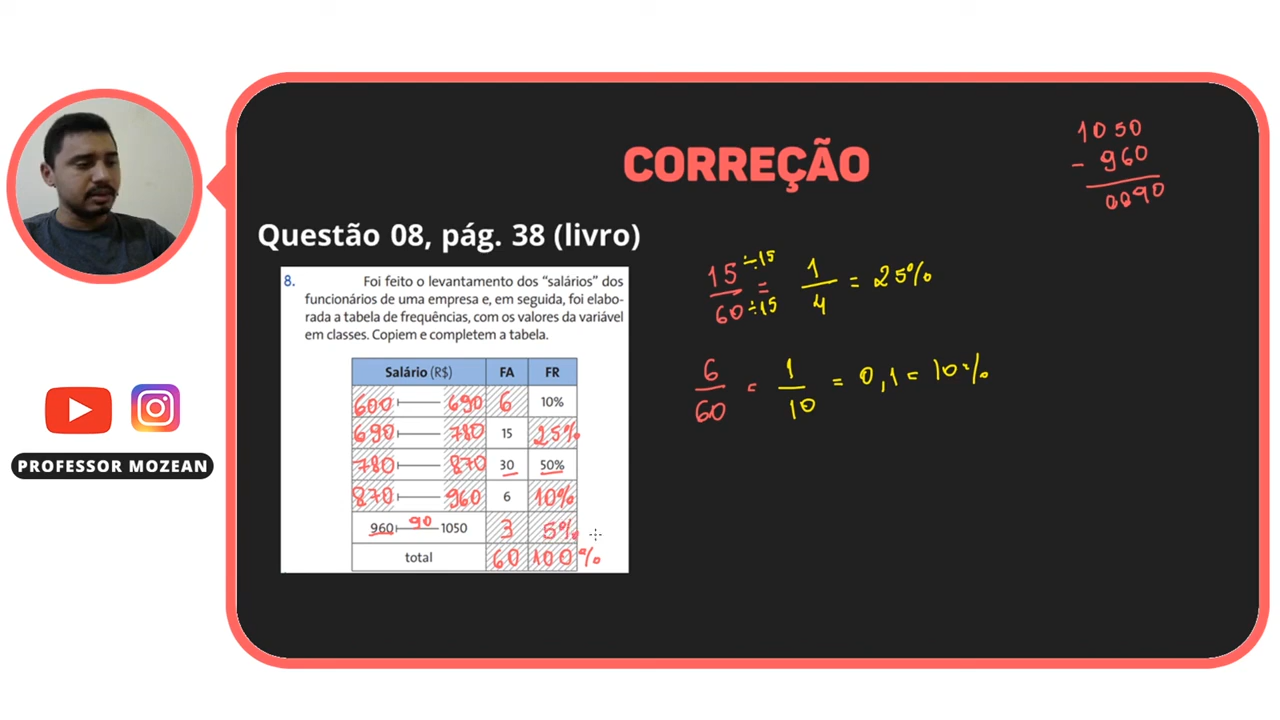 CORREÇÃO
1050
- 960
0090
Questão 08, pág. 38 (livro)
8. Foi feito o levantamento dos “salários” dos
funcionários de uma empresa e, em seguida, foi elabo-
rada a tabela de frequências, com os valores da variável
em classes. Copiem e completem a tabela.
Salário (R$) FA FR
600 690 6 10%
690 780 15 25%
780 870 30 50%
870 960 6 10%
960 90 1050 3 5%
total 60 100%
15 ÷15 / 60 ÷15 = 1/4 = 25%
6/60 = 1/10 = 0,1 = 10%
PROFESSOR MOZEAN